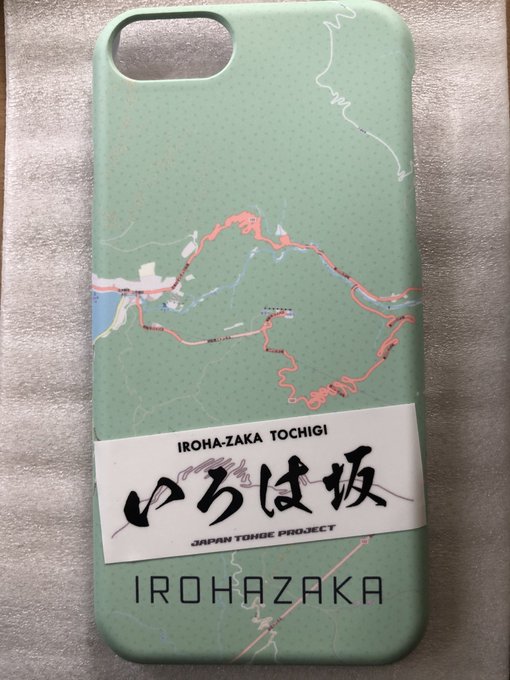 IROHA-ZAKA TOCHIGI
いろは坂
JAPAN TOHGE PROJECT
IROHAZAKA